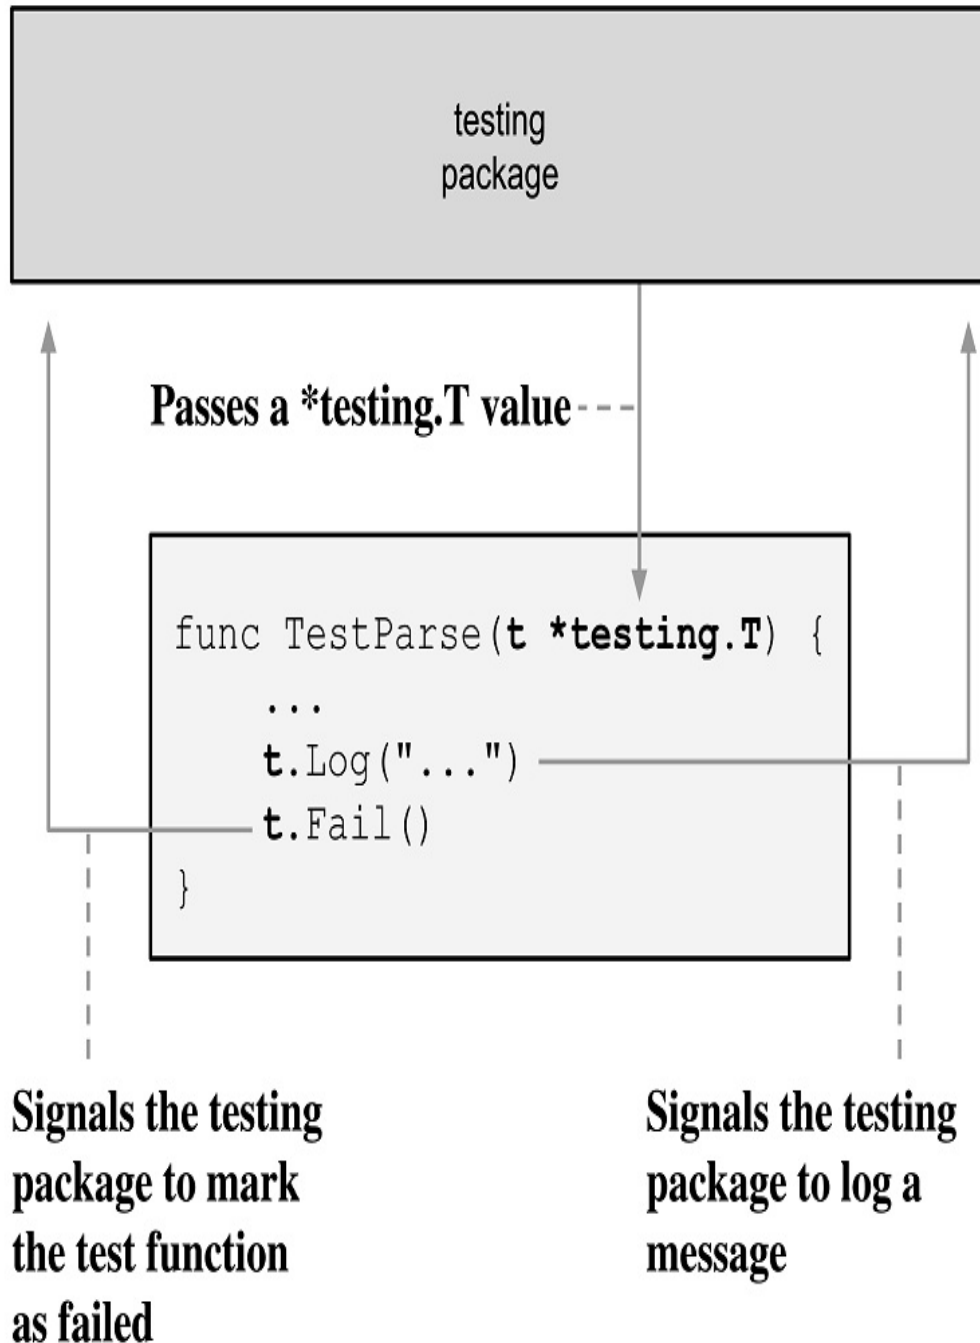 testing
package
Passes a *testing.T value
func TestParse(t *testing.T) {
...
t.Log("...")
t.Fail()
}
Signals the testing
package to mark
the test function
as failed
Signals the testing
package to log a
message